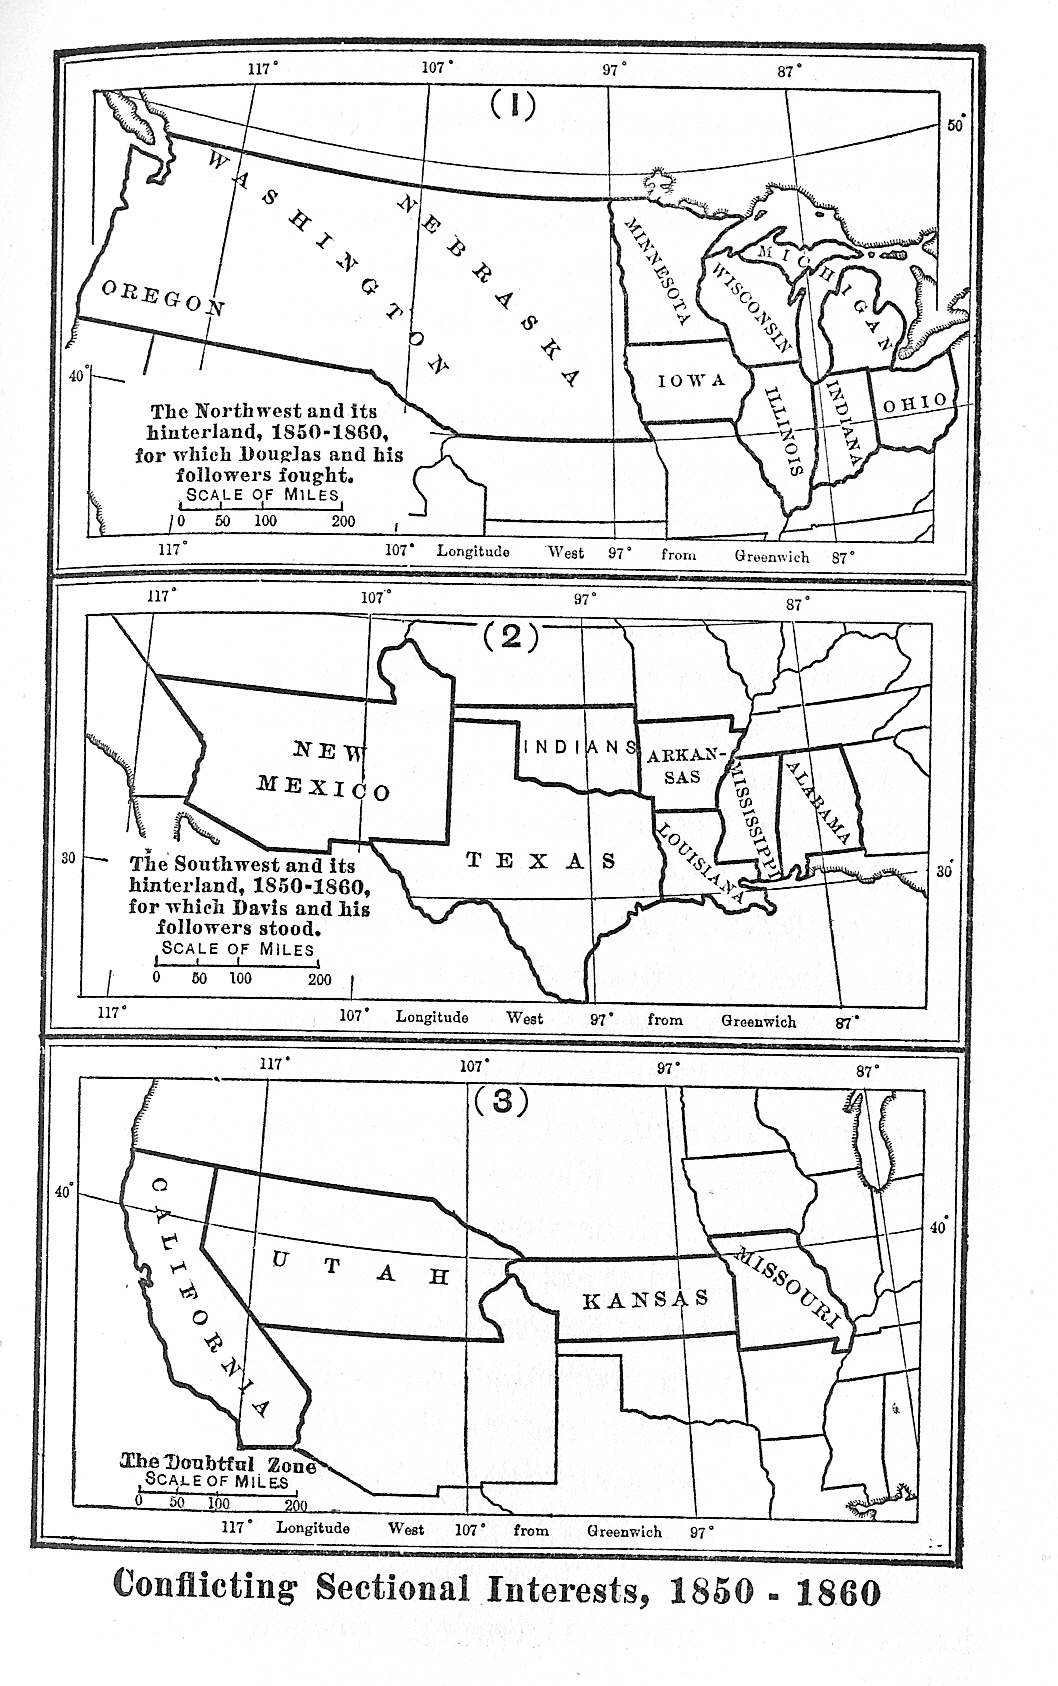 117° 107° 97° 87°
(1)
50°
WASHINGTON
NEBRASKA
MINNESOTA
MICHIGAN
WISCONSIN
OREGON
40°
IOWA
ILLINOIS
INDIANA
OHIO
The Northwest and its
hinterland, 1850-1860,
for which Douglas and his
followers fought.
SCALE OF MILES
0 50 100 200
117° 107° Longitude West 97° from Greenwich 87°
117° 107° 97° 87°
(2)
NEW
MEXICO
INDIANS
ARKAN-
SAS
MISSISSIPPI
ALABAMA
LOUISIANA
TEXAS
30
30°
The Southwest and its
hinterland, 1850-1860,
for which Davis and his
followers stood.
SCALE OF MILES
0 50 100 200
117° 107° Longitude West 97° from Greenwich 87°
117° 107° 97° 87°
(3)
40°
40°
CALIFORNIA
UTAH
KANSAS
MISSOURI
The Doubtful Zone
SCALE OF MILES
0 50 100 200
117° Longitude West 107° from Greenwich 97°
Conflicting Sectional Interests, 1850 - 1860